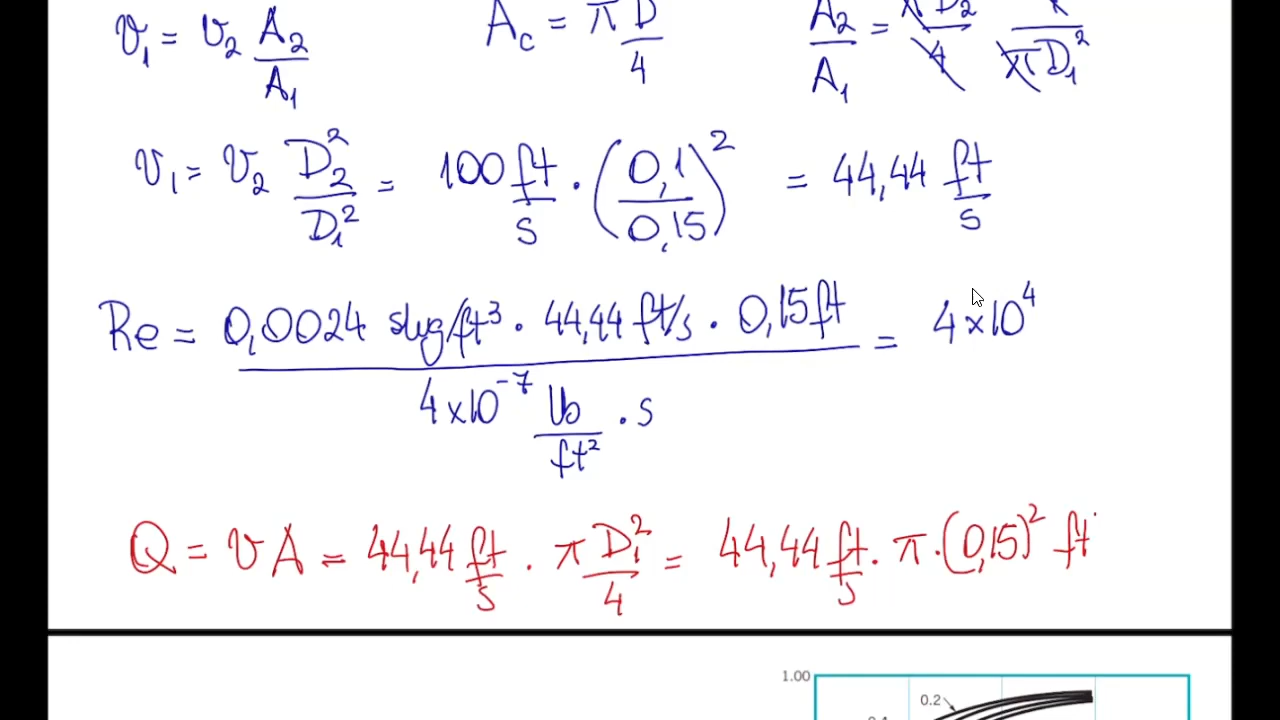 v₁ = v₂ A₂/A₁    A_c = π D/4    A₂/A₁ = πD₂/4 · 4/πD₁²
v₁ = v₂ D₂²/D₁² = 100 ft/s · (0,1/0,15)² = 44,44 ft/s
Re = 0,0024 slug/ft³ · 44,44 ft/s · 0,15 ft / 4×10⁻⁷ lb/ft² · s = 4×10⁴
Q = vA = 44,44 ft/s · π D₁²/4 = 44,44 ft/s · π · (0,15)² ft
1.00
0.2